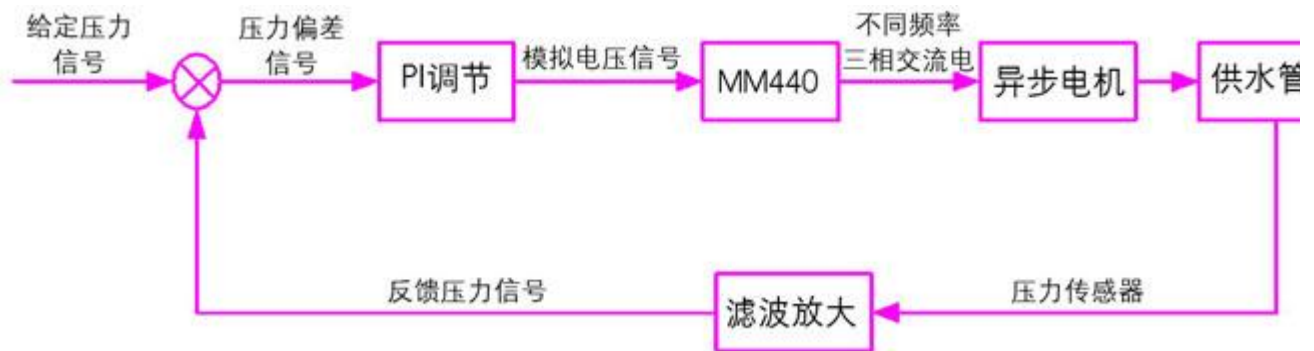 给定压力
信号
压力偏差
信号
PI调节
模拟电压信号
MM440
不同频率
三相交流电
异步电机
供水管
反馈压力信号
滤波放大
压力传感器